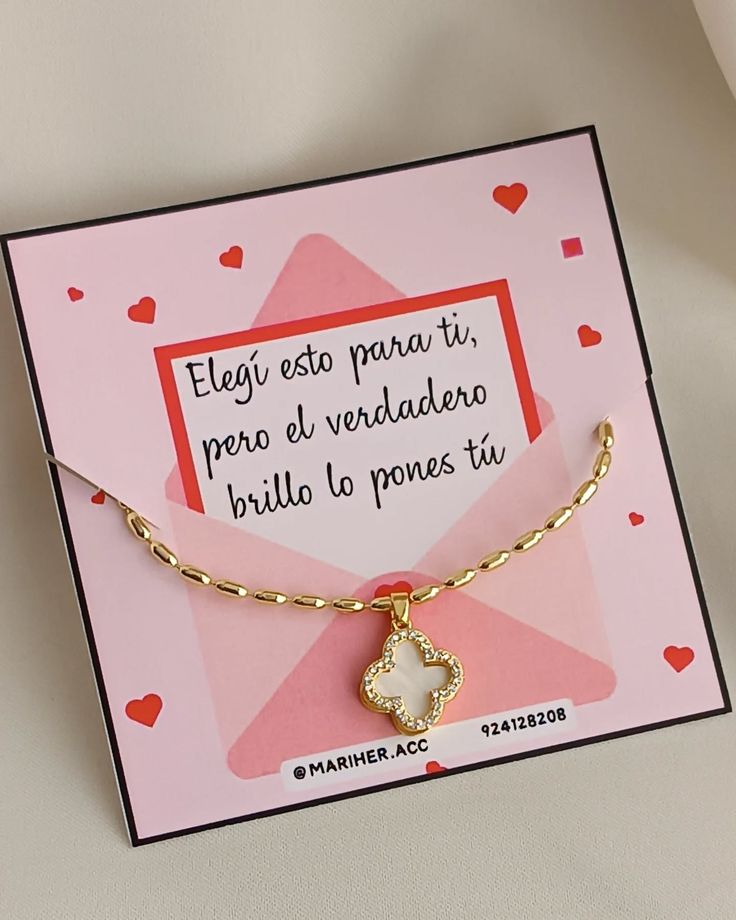 Elegí esto para ti,
pero el verdadero
brillo lo pones tú
@MARIHER.ACC 924128208